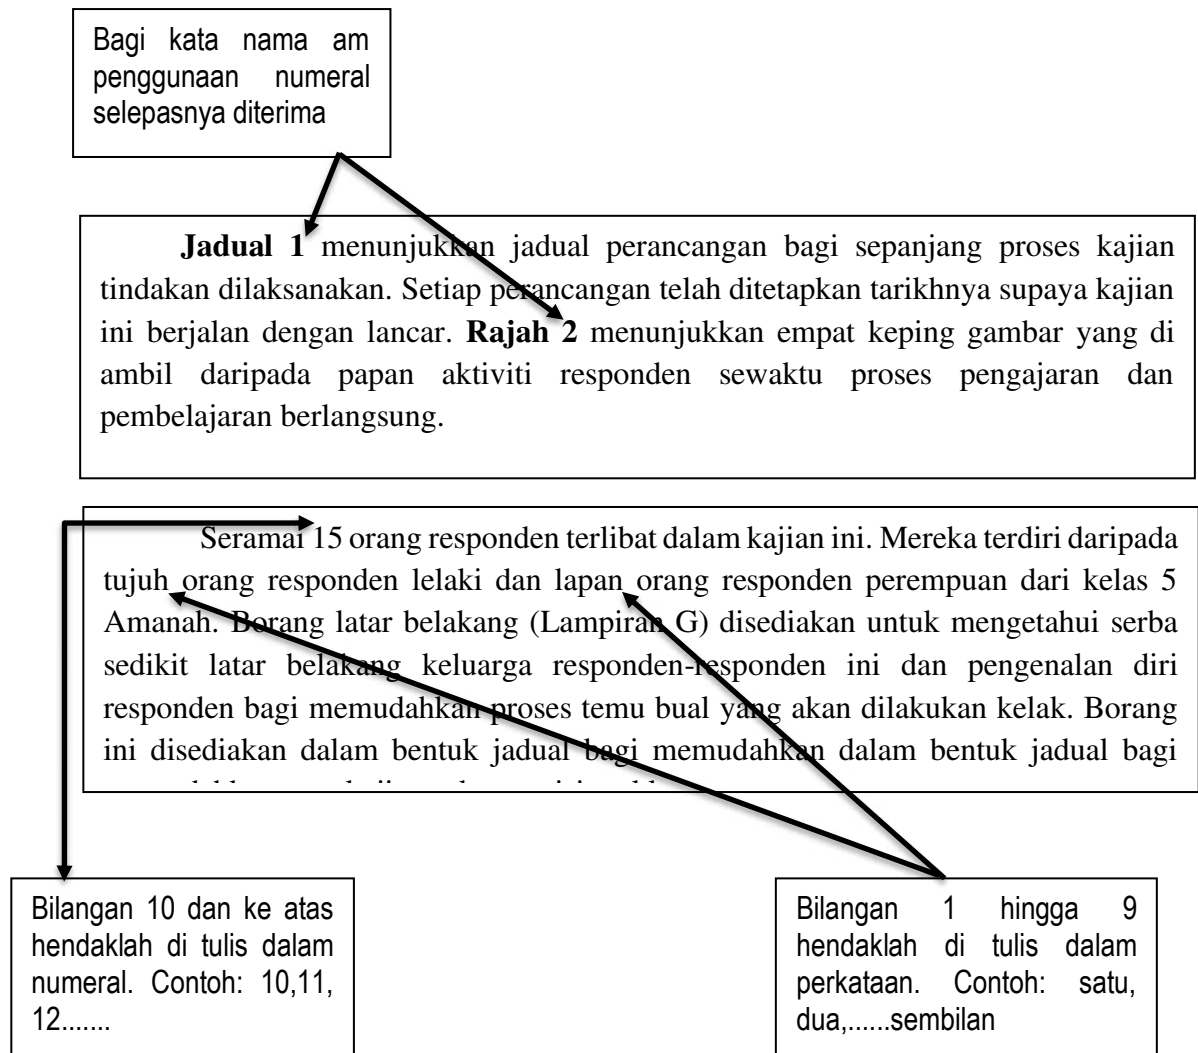 Bagi kata nama am
penggunaan numeral
selepasnya diterima
Jadual 1 menunjukkan jadual perancangan bagi sepanjang proses kajian
tindakan dilaksanakan. Setiap perancangan telah ditetapkan tarikhnya supaya kajian
ini berjalan dengan lancar. Rajah 2 menunjukkan empat keping gambar yang di
ambil daripada papan aktiviti responden sewaktu proses pengajaran dan
pembelajaran berlangsung.
Seramai 15 orang responden terlibat dalam kajian ini. Mereka terdiri daripada
tujuh orang responden lelaki dan lapan orang responden perempuan dari kelas 5
Amanah. Borang latar belakang (Lampiran G) disediakan untuk mengetahui serba
sedikit latar belakang keluarga responden-responden ini dan pengenalan diri
responden bagi memudahkan proses temu bual yang akan dilakukan kelak. Borang
ini disediakan dalam bentuk jadual bagi memudahkan dalam bentuk jadual bagi
Bilangan 10 dan ke atas
hendaklah di tulis dalam
numeral. Contoh: 10,11,
12.......
Bilangan 1 hingga 9
hendaklah di tulis dalam
perkataan. Contoh: satu,
dua,......sembilan